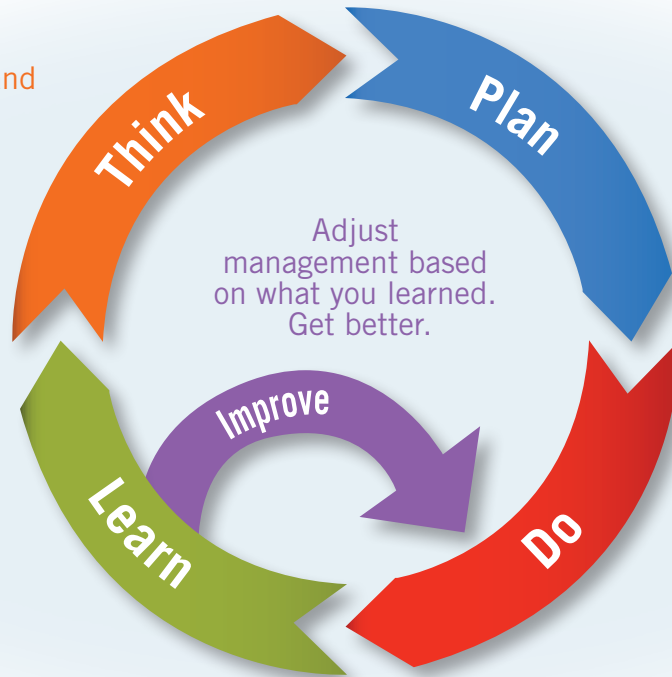 nd
Think
Plan
Adjust
management based
on what you learned.
Get better.
Improve
Learn
Do